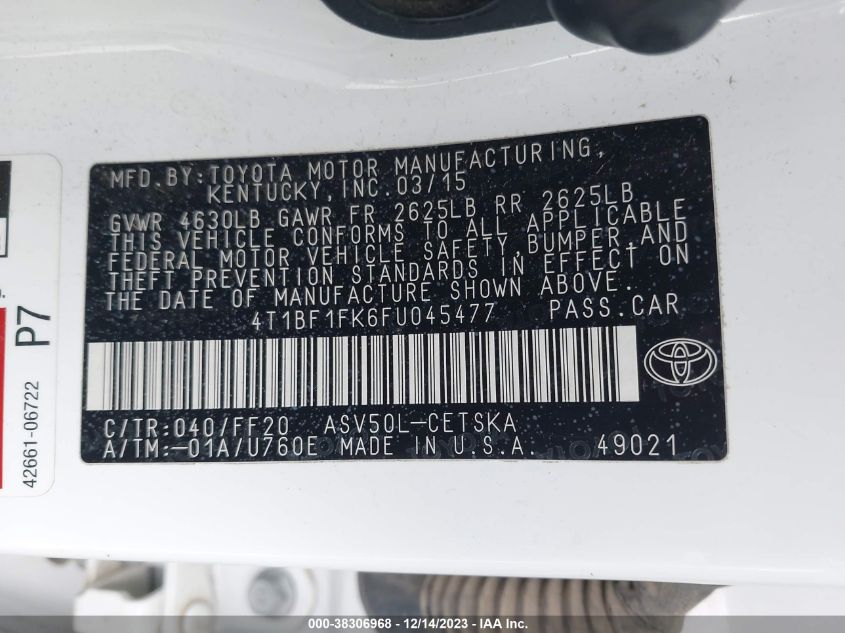 MFD. BY: TOYOTA MOTOR MANUFACTURING,
KENTUCKY, INC. 03/15
GVWR 4630LB GAWR FR 2625LB RR 2625LB
THIS VEHICLE CONFORMS TO ALL APPLICABLE
FEDERAL MOTOR VEHICLE SAFETY, BUMPER, AND
THEFT PREVENTION STANDARDS IN EFFECT ON
THE DATE OF MANUFACTURE SHOWN ABOVE.
4T1BF1FK6FU045477 PASS. CAR
C/TR: 040/FF20 ASV50L-CETSKA
A/TM: -01A/U760E MADE IN U.S.A. 49021
P7
42661-06722
000-38306968 - 12/14/2023 - IAA Inc.